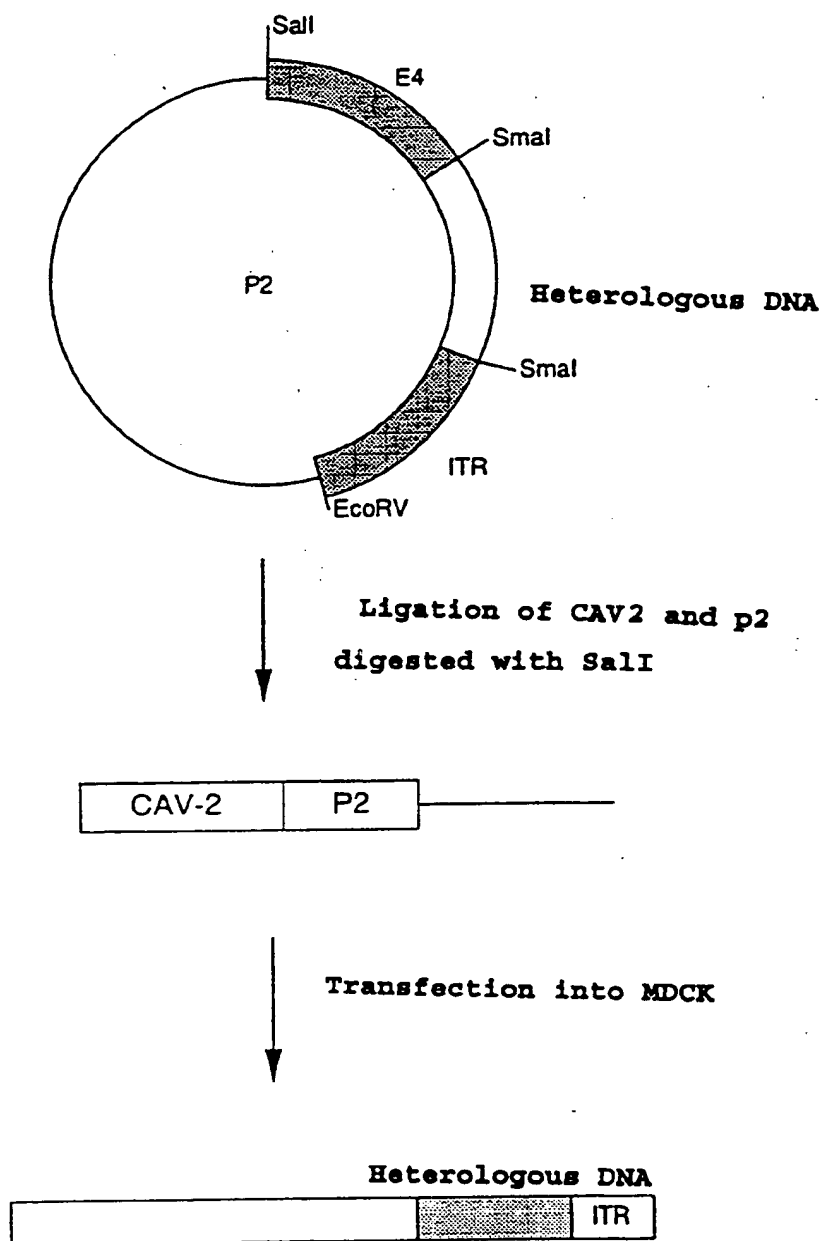 SalI
E4
SmaI
P2
Heterologous DNA
SmaI
ITR
EcoRV
Ligation of CAV2 and p2
digested with SalI
CAV-2
P2
Transfection into MDCK
Heterologous DNA
ITR